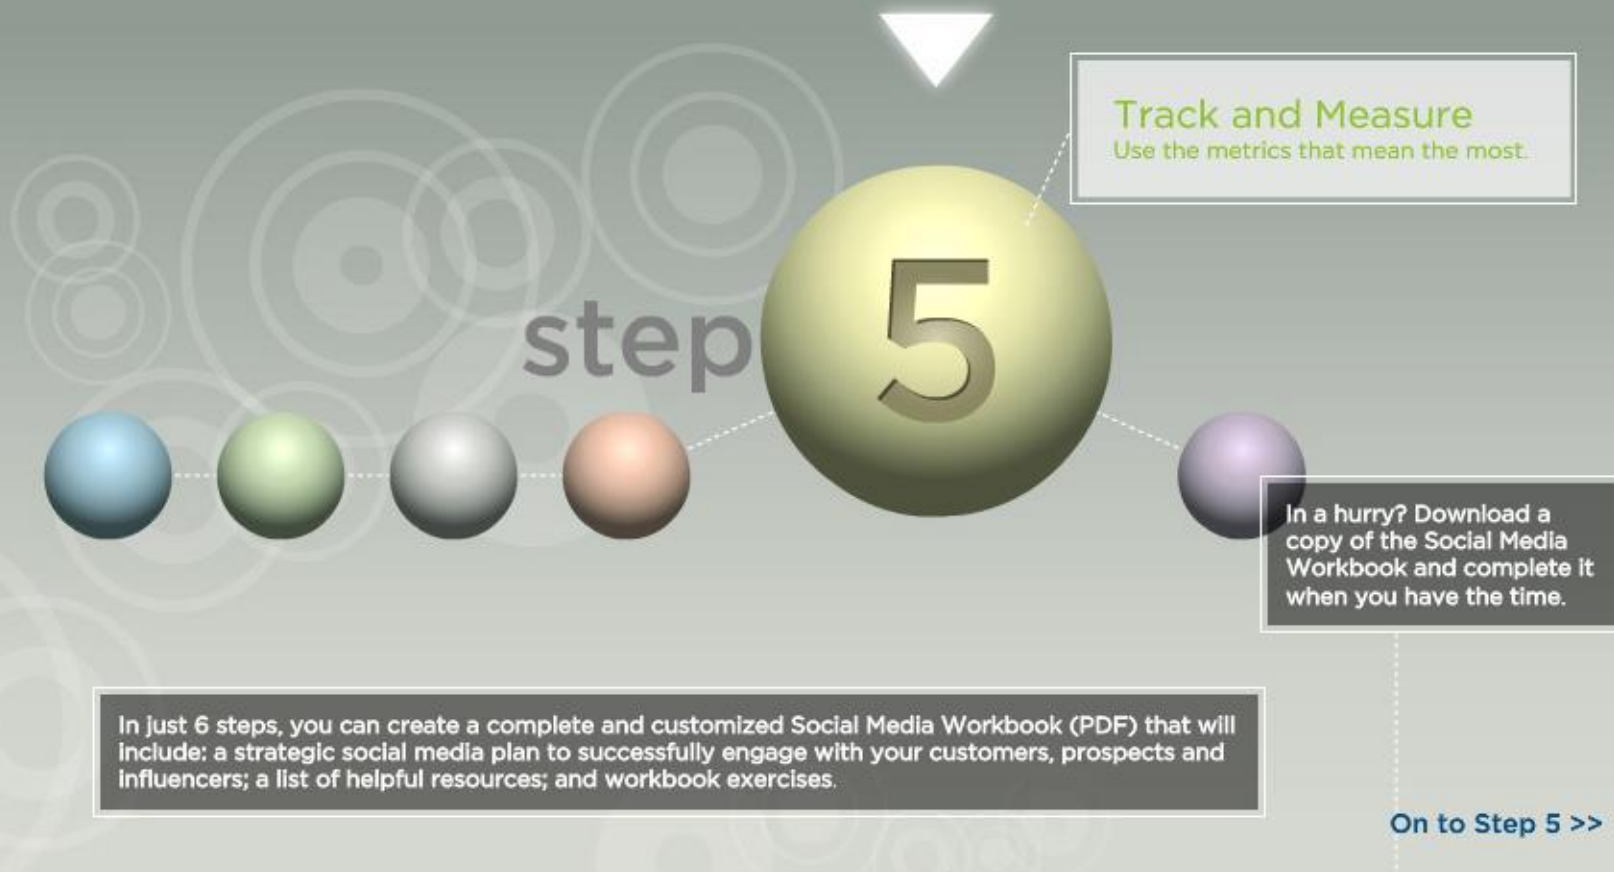 Track and Measure
Use the metrics that mean the most.
step
5
In a hurry? Download a
copy of the Social Media
Workbook and complete it
when you have the time.
In just 6 steps, you can create a complete and customized Social Media Workbook (PDF) that will
include: a strategic social media plan to successfully engage with your customers, prospects and
influencers; a list of helpful resources; and workbook exercises.
On to Step 5 >>